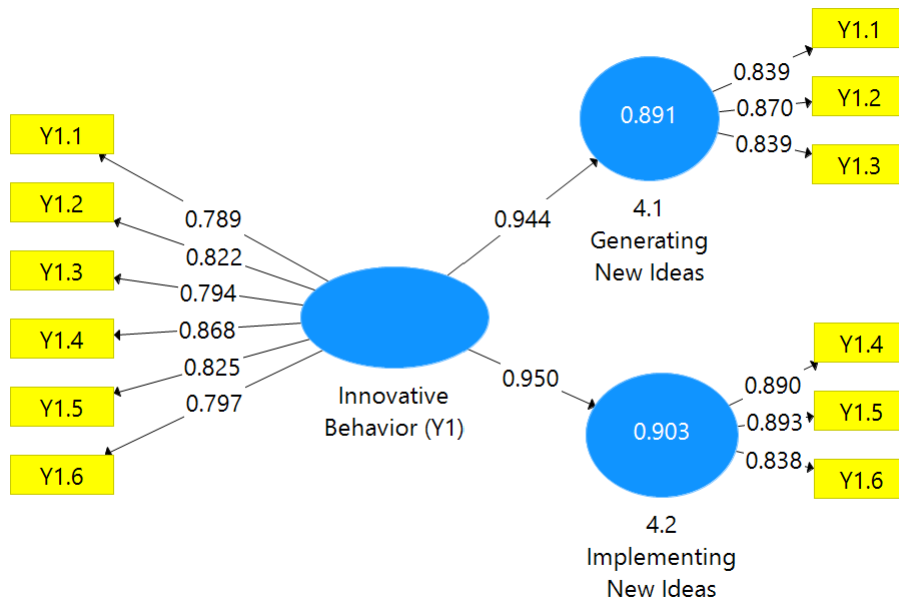 Y1.1
Y1.2
Y1.3
Y1.4
Y1.5
Y1.6
0.789
0.822
0.794
0.868
0.825
0.797
Innovative
Behavior (Y1)
0.944
0.950
0.891
4.1
Generating
New Ideas
0.839
0.870
0.839
Y1.1
Y1.2
Y1.3
0.903
4.2
Implementing
New Ideas
0.890
0.893
0.838
Y1.4
Y1.5
Y1.6